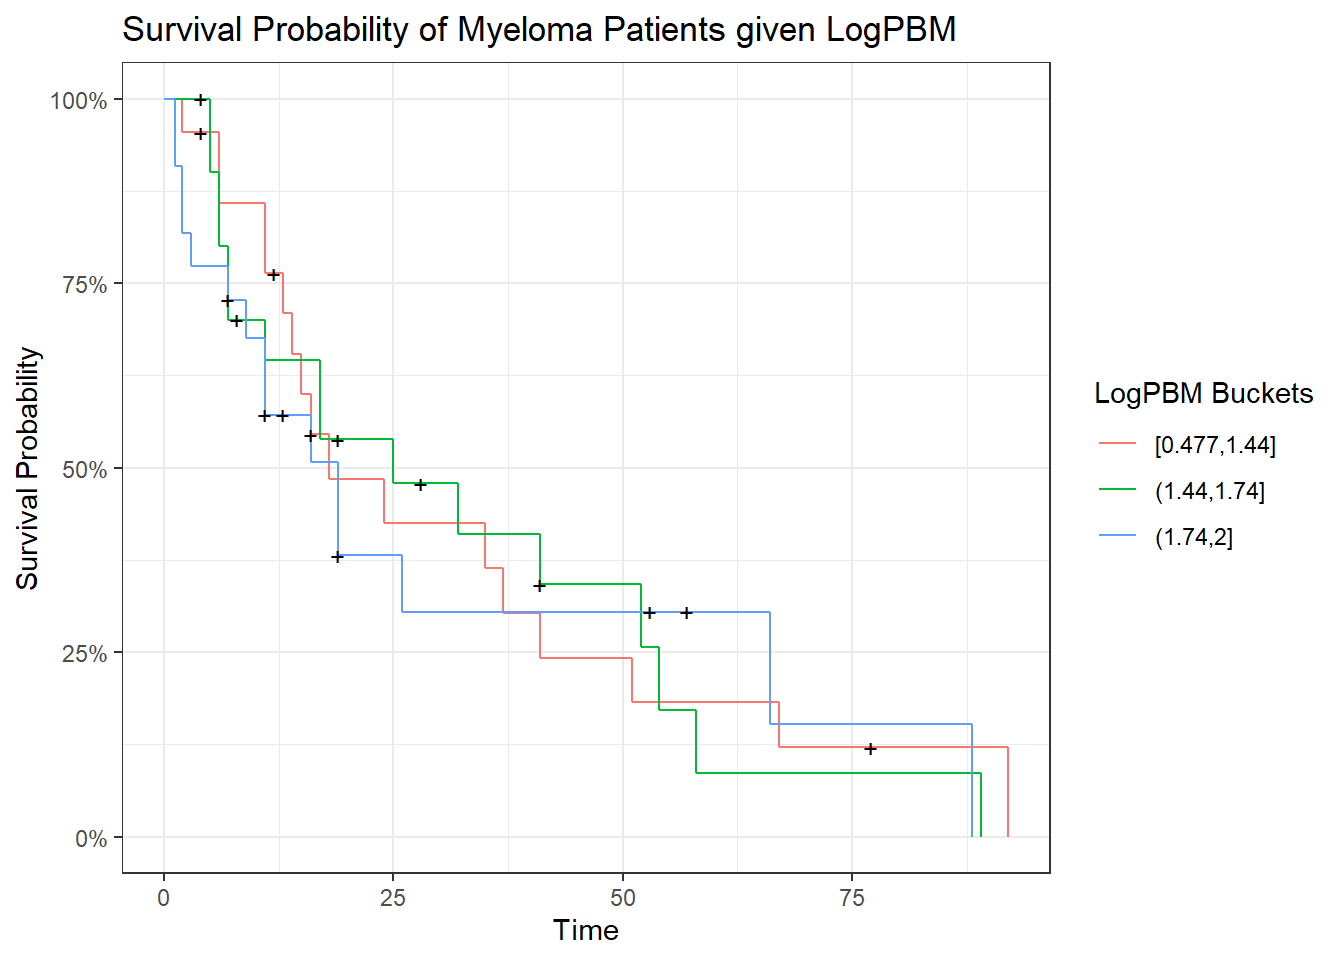 Survival Probability of Myeloma Patients given LogPBM
100%
75%
50%
25%
0%
Survival Probability
0 25 50 75
Time
LogPBM Buckets
[0.477,1.44]
(1.44,1.74]
(1.74,2]